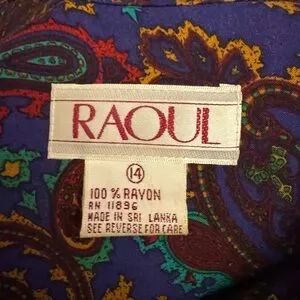 RAOUL
14
100% RAYON
RN 11896
MADE IN SRI LANKA
SEE REVERSE FOR CARE